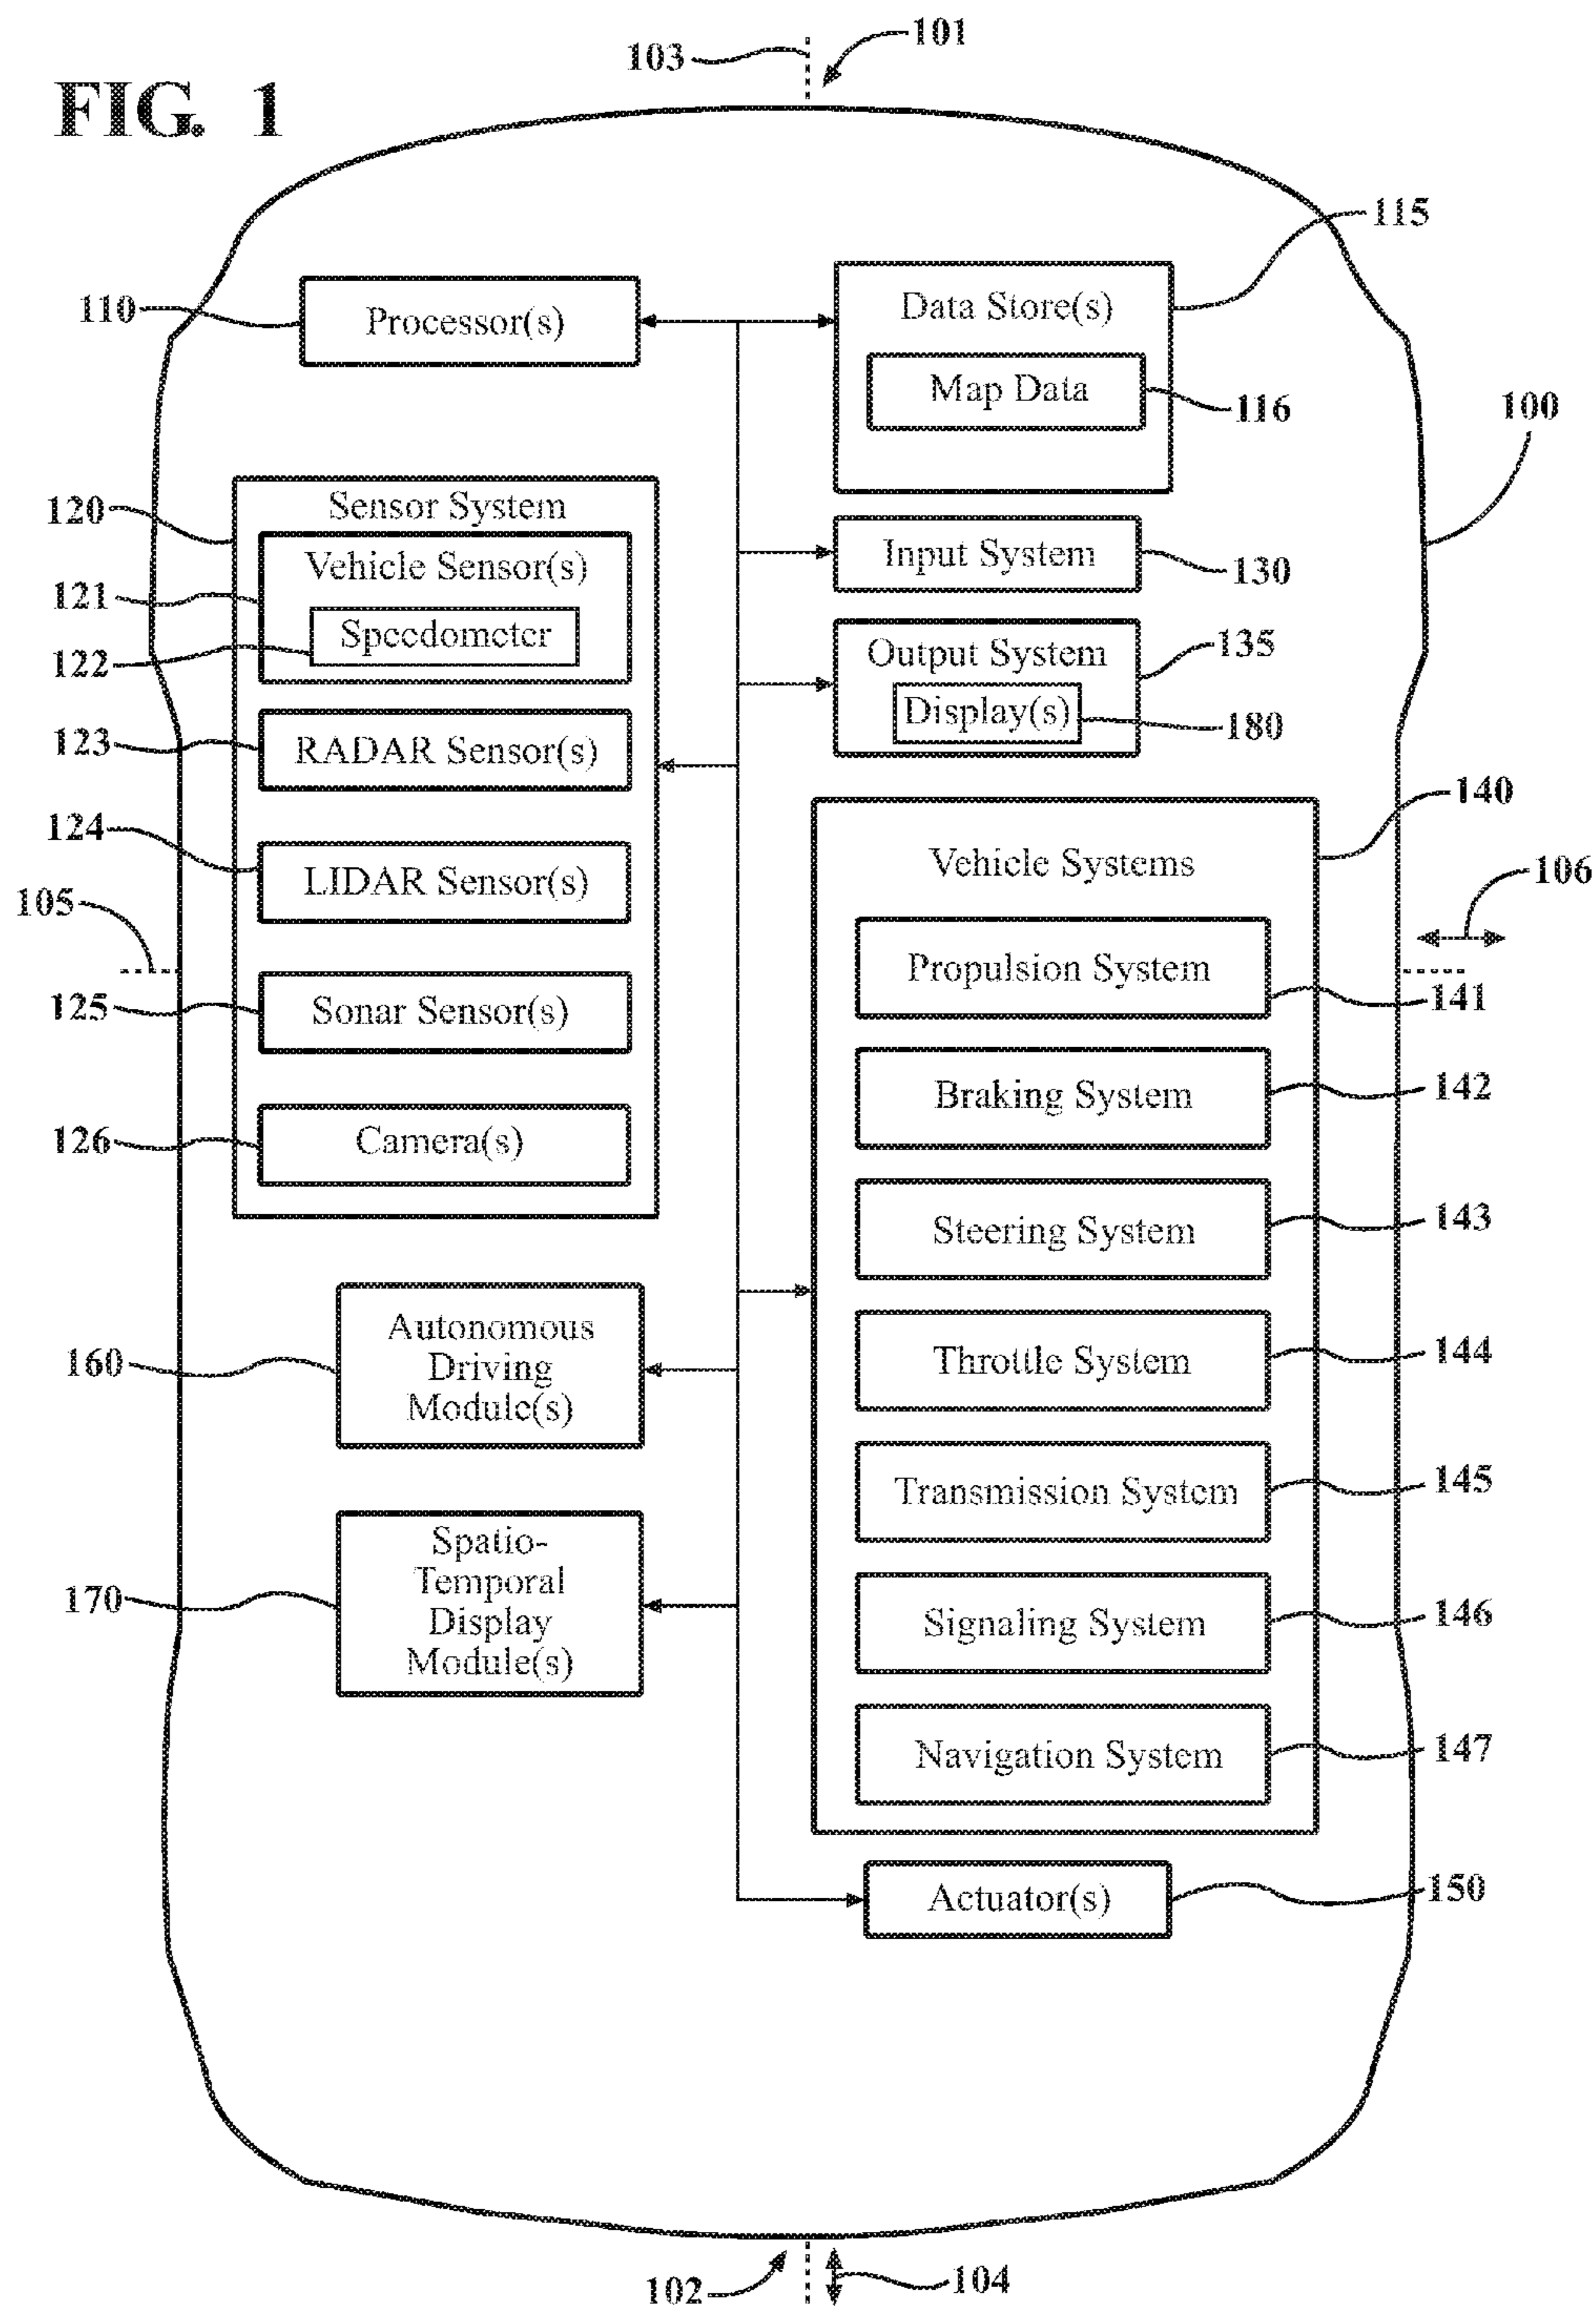 FIG. 1
103
101
115
110
Processor(s)
Data Store(s)
Map Data
116
100
120
Sensor System
Vehicle Sensor(s)
121
Speedometer
122
Input System
130
Output System
135
Display(s)
180
123
RADAR Sensor(s)
140
Vehicle Systems
124
LIDAR Sensor(s)
105
106
Propulsion System
141
125
Sonar Sensor(s)
Braking System
142
126
Camera(s)
Steering System
143
160
Autonomous
Driving
Module(s)
Throttle System
144
Transmission System
145
170
Spatio-
Temporal
Display
Module(s)
Signaling System
146
Navigation System
147
Actuator(s)
150
102
104